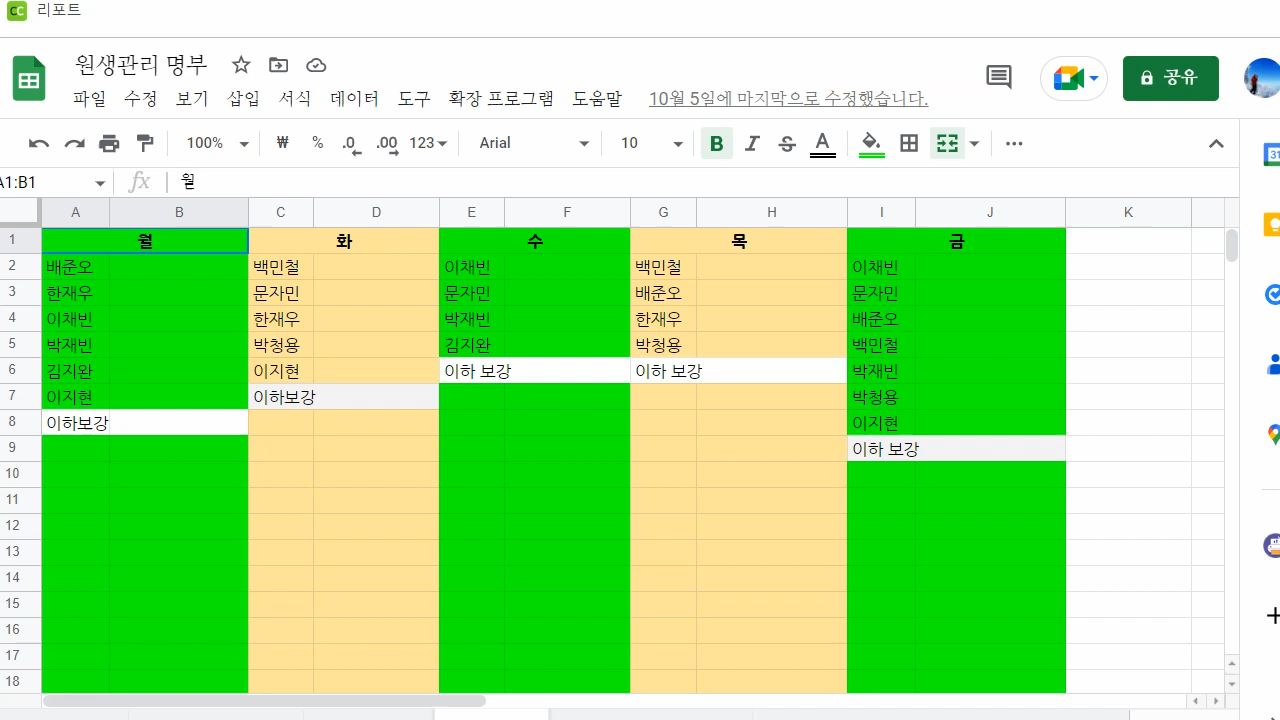 CC 리포트
원생관리 명부
파일 수정 보기 삽입 서식 데이터 도구 확장 프로그램 도움말 10월 5일에 마지막으로 수정했습니다.
공유
100% ₩ % .0 .00 123 Arial 10 B I S A
A1:B1 fx 월
A B C D E F G H I J K
1 월 화 수 목 금
2 배준오 백민철 이채빈 백민철 이채빈
3 한재우 문자민 문자민 배준오 문자민
4 이채빈 한재우 박재빈 한재우 배준오
5 박재빈 박청용 김지완 박청용 백민철
6 김지완 이지현 이하 보강 이하 보강 박재빈
7 이지현 이하보강 박청용
8 이하보강 이지현
9 이하 보강
10
11
12
13
14
15
16
17
18
31